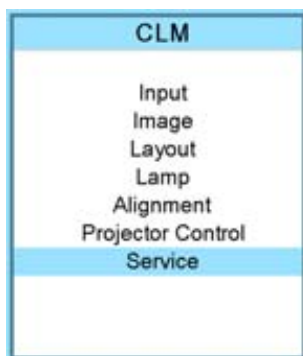 CLM
Input
Image
Layout
Lamp
Alignment
Projector Control
Service